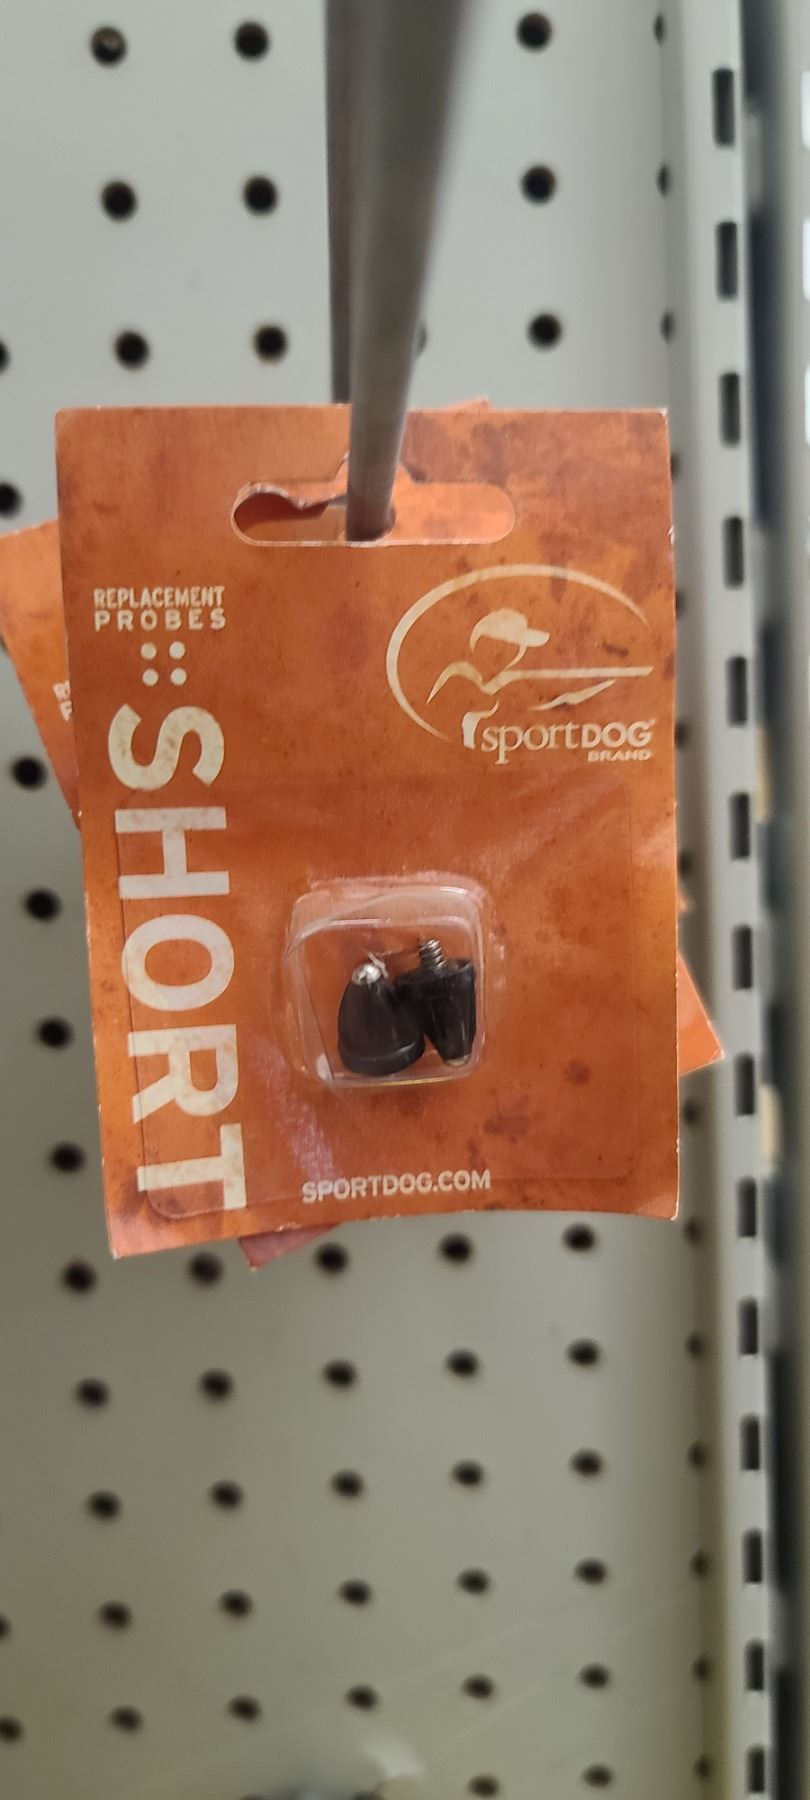 REPLACEMENT
PROBES
SHORT
sportDOG
BRAND
SPORTDOG.COM